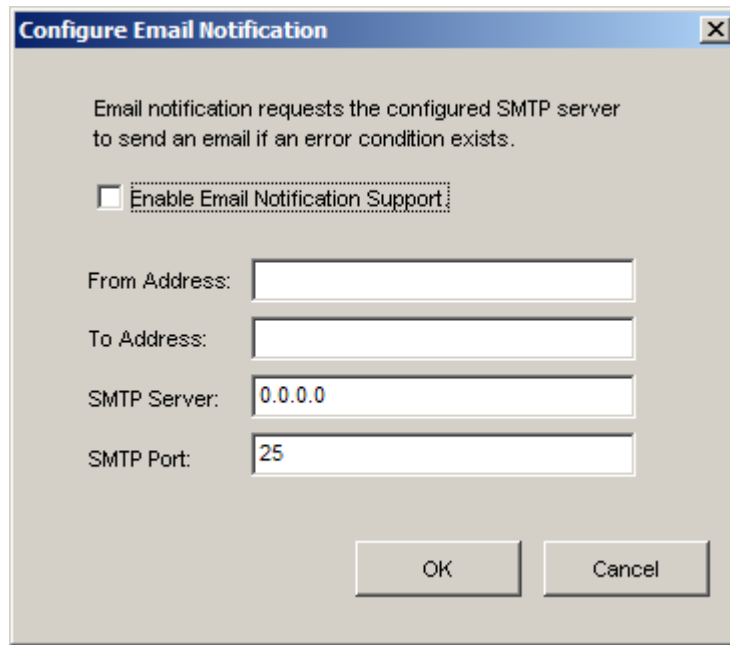 Configure Email Notification
Email notification requests the configured SMTP server
to send an email if an error condition exists.
Enable Email Notification Support.
From Address:
To Address:
SMTP Server: 0.0.0.0
SMTP Port: 25
OK Cancel